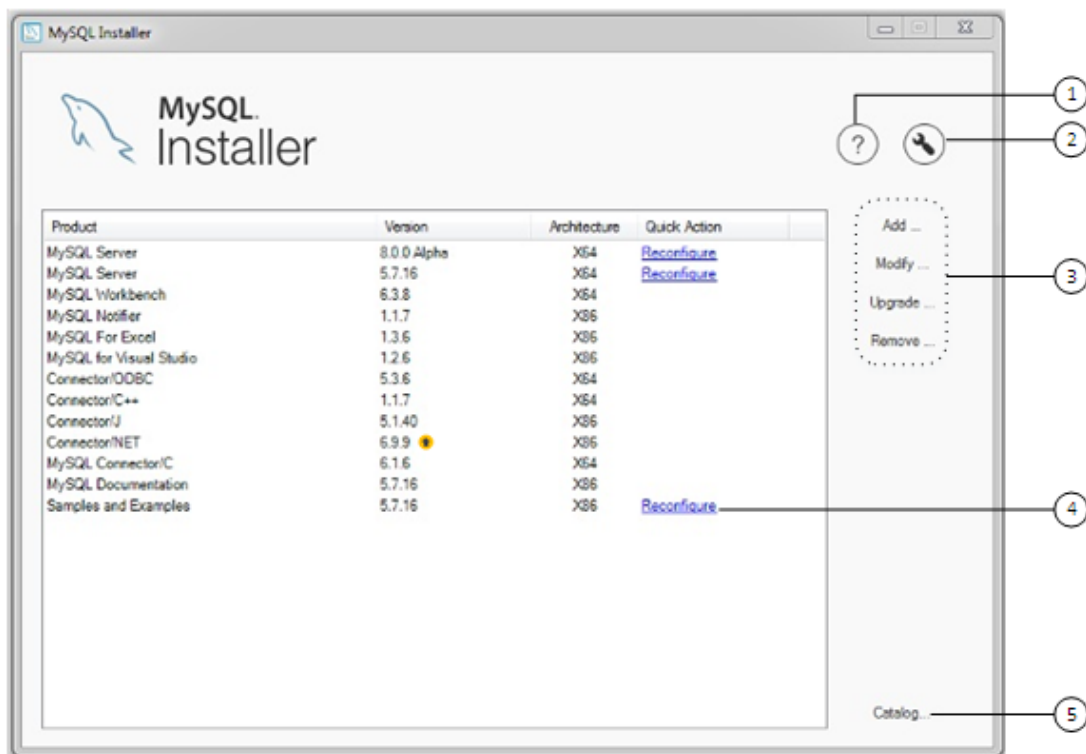 MySQL Installer
MySQL.
Installer
?
1
2
Product Version Architecture Quick Action
MySQL Server 8.0.0 Alpha X64 Reconfigure
MySQL Server 5.7.16 X64 Reconfigure
MySQL Workbench 6.3.8 X64
MySQL Notifier 1.1.7 X86
MySQL For Excel 1.3.6 X86
MySQL for Visual Studio 1.2.6 X86
Connector/ODBC 5.3.6 X64
Connector/C++ 1.1.7 X64
Connector/J 5.1.40 X86
Connector/NET 6.9.9 X86
MySQL Connector/C 6.1.6 X64
MySQL Documentation 5.7.16 X86
Samples and Examples 5.7.16 X86 Reconfigure
Add ...
Modify ...
Upgrade ...
Remove ...
3
4
Catalog...
5